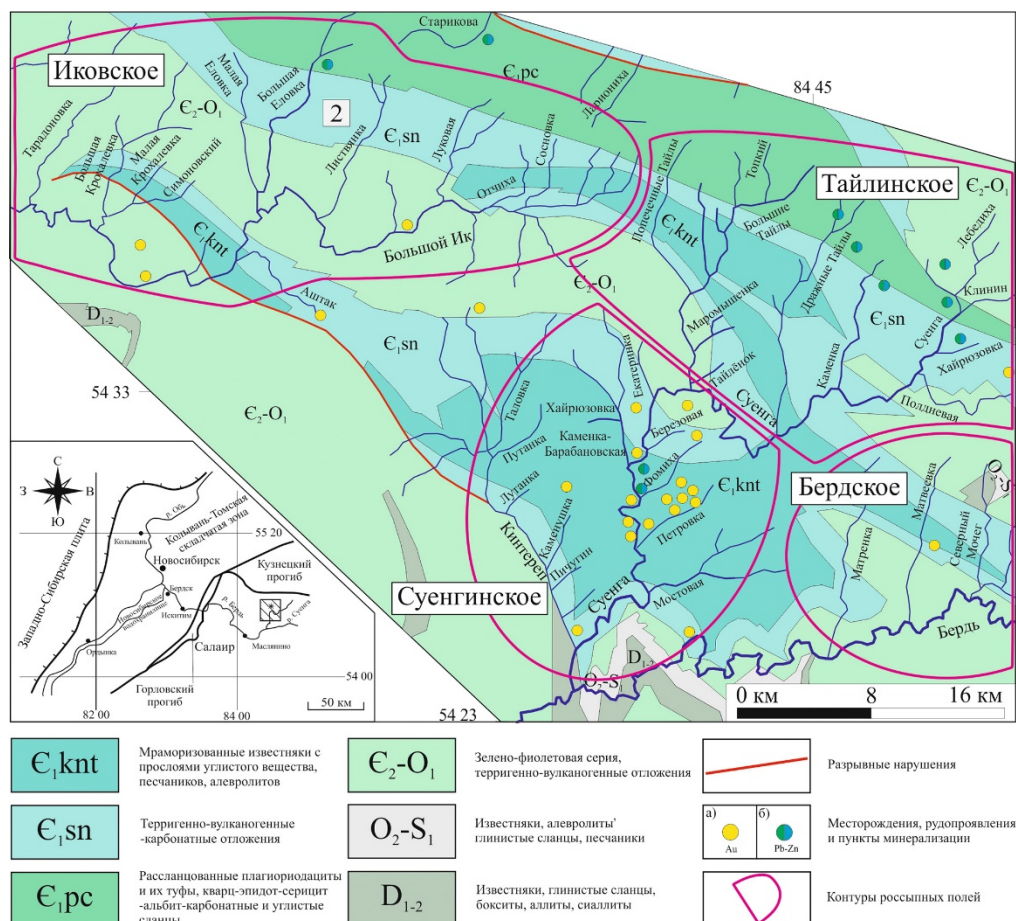 Иковское
Тайлинское
Суенгинское
Бердское
Старикова
Тарадоновка
Большая
Крохалевка
Малая
Крохалевка
Симоновский
Малая
Еловка
Большая
Еловка
2
Листвянка
Луковая
Сосновка
Отчиха
Лариониха
Большой Ик
Аштак
Є₁pc
Є₂-O₁
Є₁sn
Є₁knt
D₁₋₂
84 45
Попечечные Тайлы
Топкий
Большие
Тайлы
Дражные Тайлы
Лебедиха
Клинин
Суенга
Хайрюзовка
Каменка
Полдневая
Маромышенка
Тайлёнок
Суенга
Є₂-O₁
Є₁knt
Є₁sn
Є₂-O₁
Є₁sn
54 33
Є₂-O₁
Таловка
Путанка
Луганка
Кинтереп
Хайрюзовка
Каменка-
Барабановская
Екатеринка
Березовая
Фомиха
Є₁knt
Петровка
Каменушка
Пичугин
Суенга
Мостовая
Матренка
Матвеевка
Северный
Мочег
Бердь
O₂-S₁
D₁₋₂
O₂-S₁
54 23
0 км
8
16 км
С
З
В
Ю
Западно-Сибирская плита
р. Обь
Колывань-Томская
складчатая зона
55 20
Колывань
Новосибирск
Кузнецкий
прогиб
Бердск
Новосибирское
водохранилище
Искитим
р. Бердь
р. Суенга
Маслянино
Ордынка
Салаир
Горловский
прогиб
54 00
50 км
82 00
84 00
Є₁knt
Мраморизованные известняки с
прослоями углистого вещества,
песчаников, алевролитов
Є₁sn
Терригенно-вулканогенные
-карбонатные отложения
Є₁pc
Рассланцованные плагиориодациты
и их туфы, кварц-эпидот-серицит
-альбит-карбонатные и углистые
сланцы
Є₂-O₁
Зелено-фиолетовая серия,
терригенно-вулканогенные отложения
O₂-S₁
Известняки, алевролиты'
глинистые сланцы, песчаники
D₁₋₂
Известняки, глинистые сланцы,
бокситы, аллиты, сиаллиты
Разрывные нарушения
а)
Au
б)
Pb-Zn
Месторождения, рудопроявления
и пункты минерализации
Контуры россыпных полей